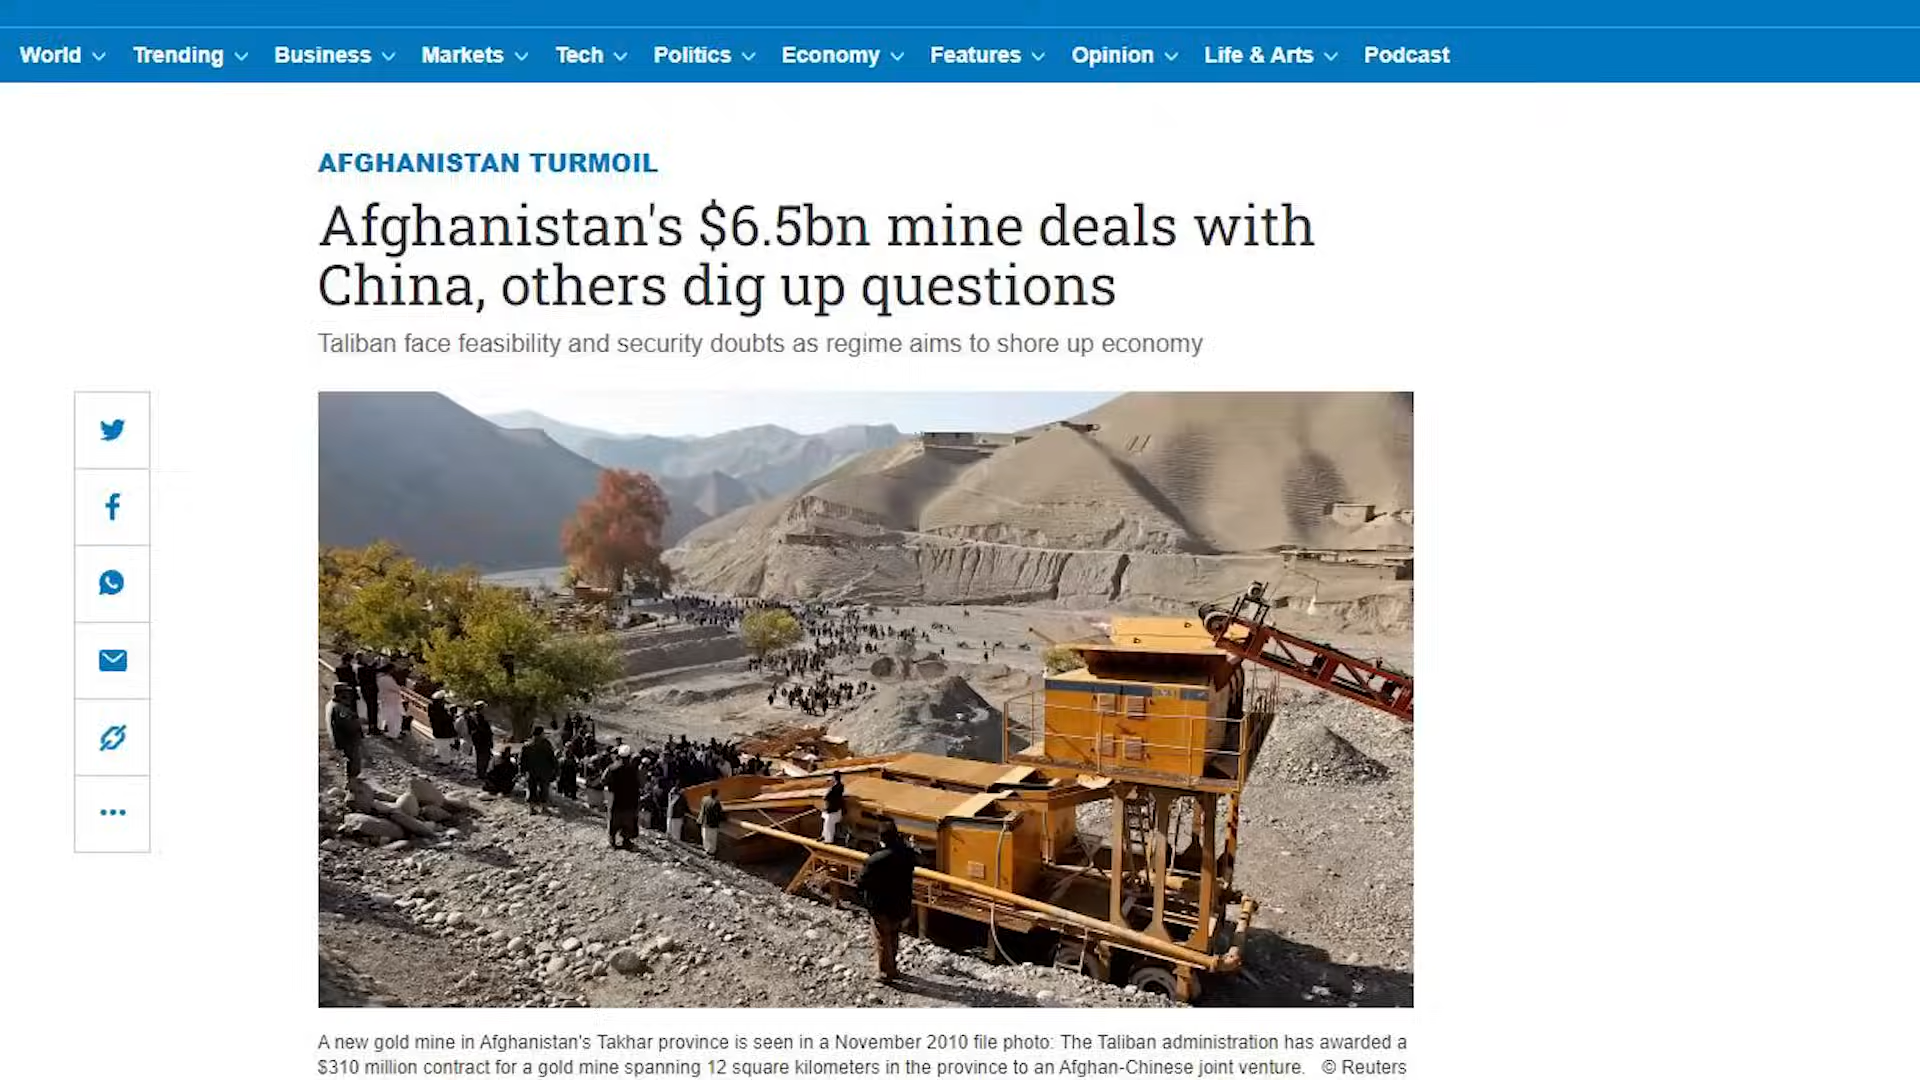 World Trending Business Markets Tech Politics Economy Features Opinion Life & Arts Podcast
AFGHANISTAN TURMOIL
Afghanistan's $6.5bn mine deals with
China, others dig up questions
Taliban face feasibility and security doubts as regime aims to shore up economy
A new gold mine in Afghanistan's Takhar province is seen in a November 2010 file photo: The Taliban administration has awarded a
$310 million contract for a gold mine spanning 12 square kilometers in the province to an Afghan-Chinese joint venture. © Reuters